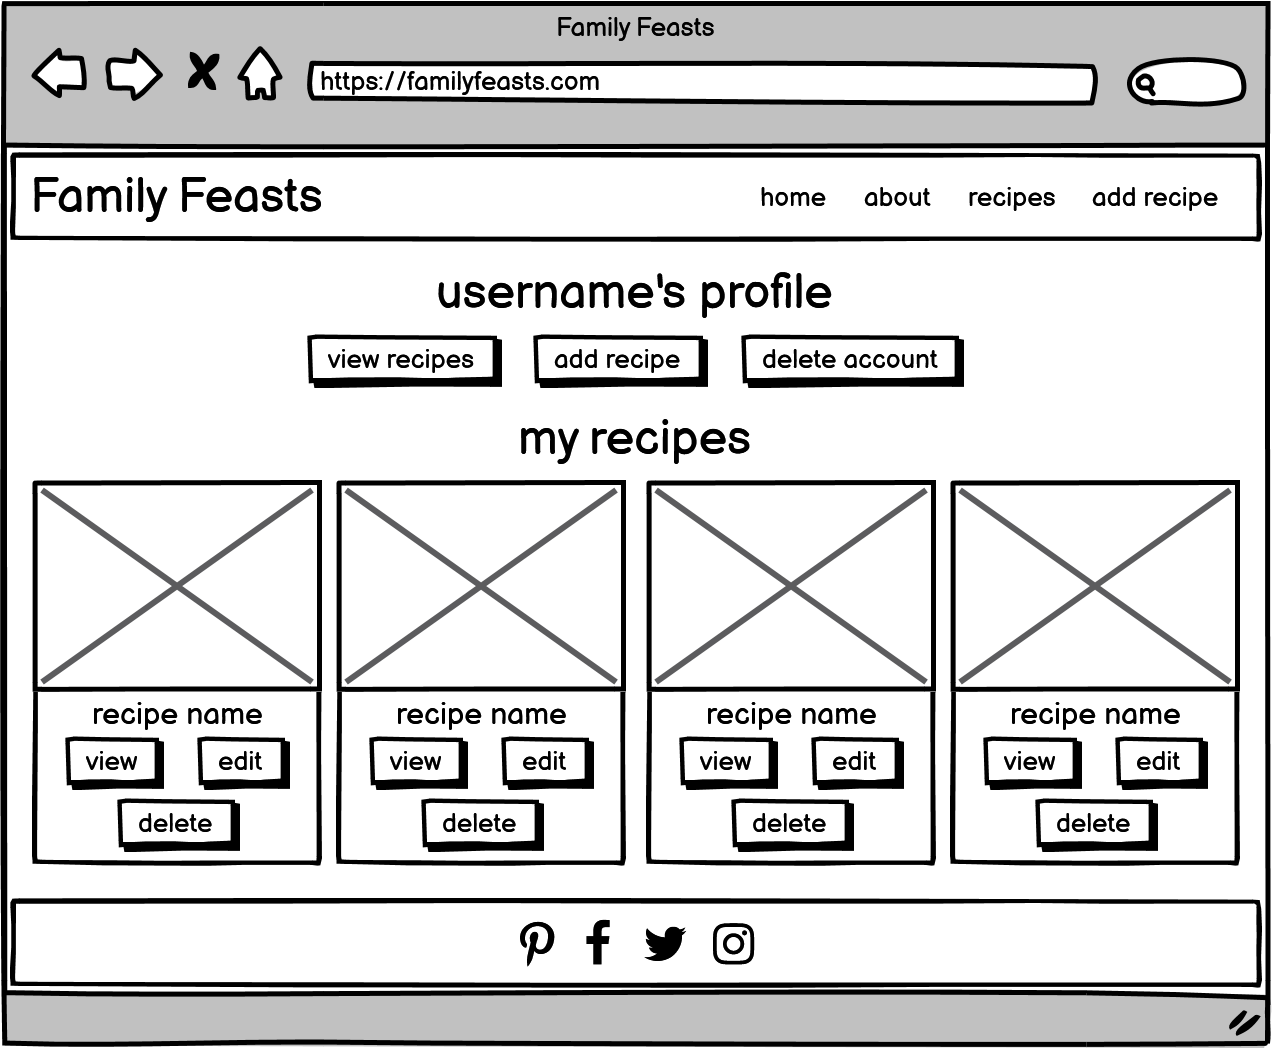 Family Feasts
https://familyfeasts.com
Family Feasts home about recipes add recipe
username's profile
view recipes add recipe delete account
my recipes
recipe name recipe name recipe name recipe name
view edit view edit view edit view edit
delete delete delete delete